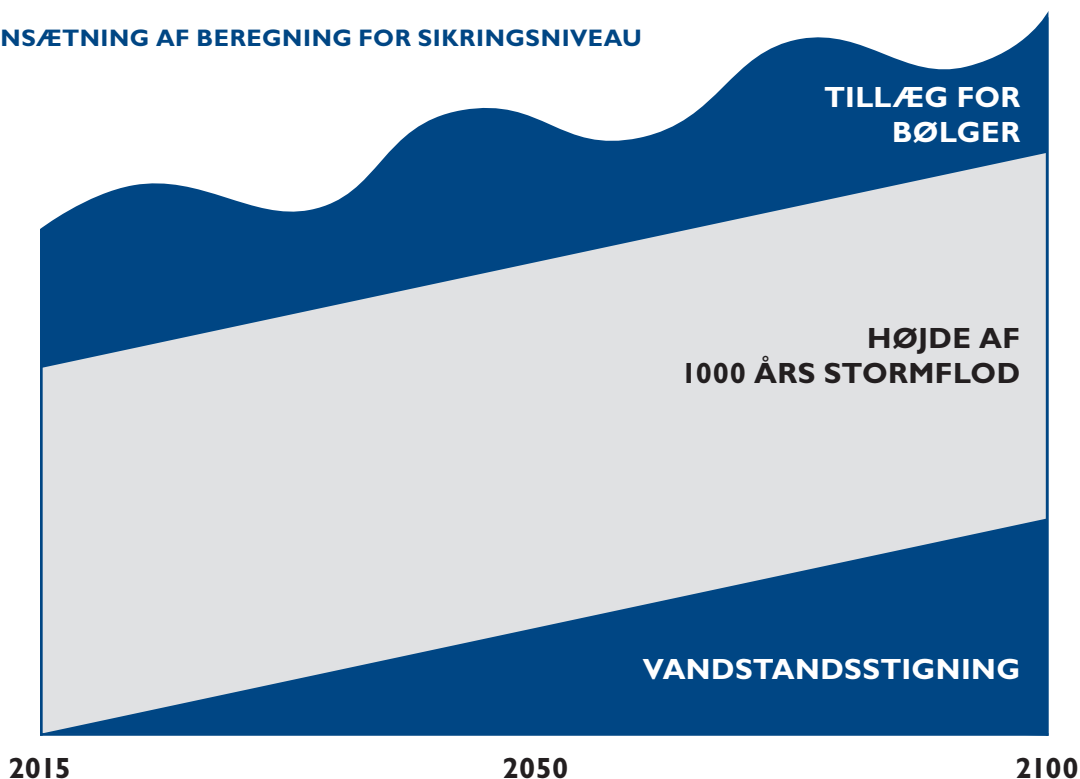 NSÆTNING AF BEREGNING FOR SIKRINGSNIVEAU
TILLÆG FOR
BØLGER
HØJDE AF
1000 ÅRS STORMFLOD
VANDSTANDSSTIGNING
2015
2050
2100